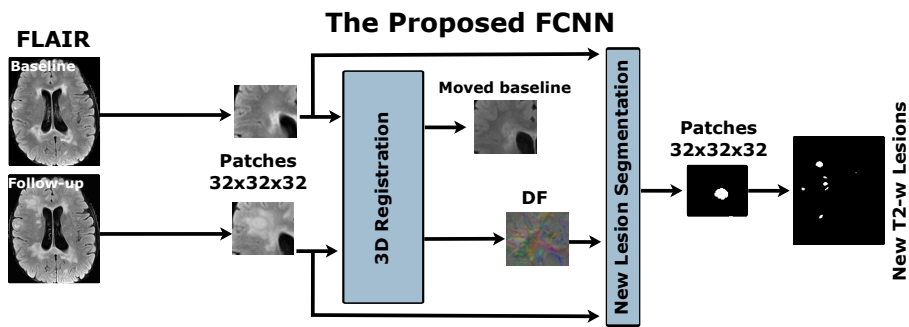 The Proposed FCNN
FLAIR
Baseline
Follow-up
Patches
32x32x32
3D Registration
Moved baseline
DF
New Lesion Segmentation
Patches
32x32x32
New T2-w Lesions